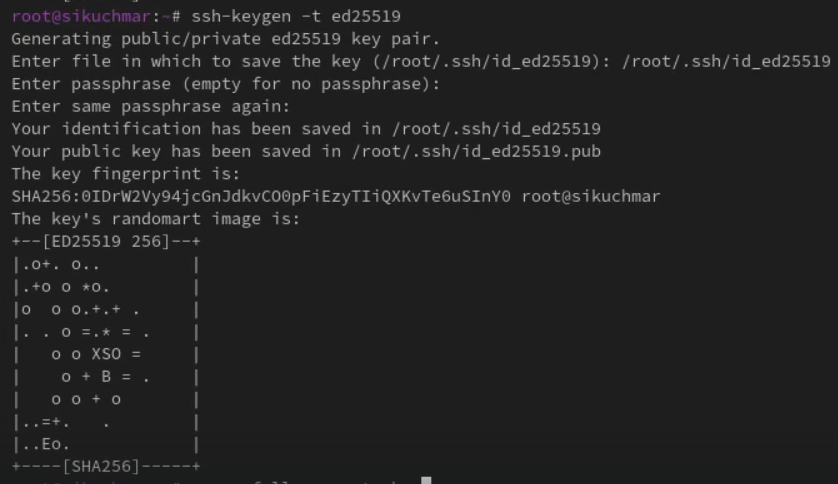 root@sikuchmar:~# ssh-keygen -t ed25519
Generating public/private ed25519 key pair.
Enter file in which to save the key (/root/.ssh/id_ed25519): /root/.ssh/id_ed25519
Enter passphrase (empty for no passphrase):
Enter same passphrase again:
Your identification has been saved in /root/.ssh/id_ed25519
Your public key has been saved in /root/.ssh/id_ed25519.pub
The key fingerprint is:
SHA256:0IDrW2Vy94jcGnJdkvCO0pFiEzyTIiQXKvTe6uSInY0 root@sikuchmar
The key's randomart image is:
+--[ED25519 256]--+
|.o+. o..         |
|.+o o *o.        |
|o  o o.+.+ .     |
|. . o =.* = .    |
|   o o XSO =     |
|    o + B = .    |
|   o o + o       |
|..=+.   .        |
|..Eo.            |
+----[SHA256]-----+